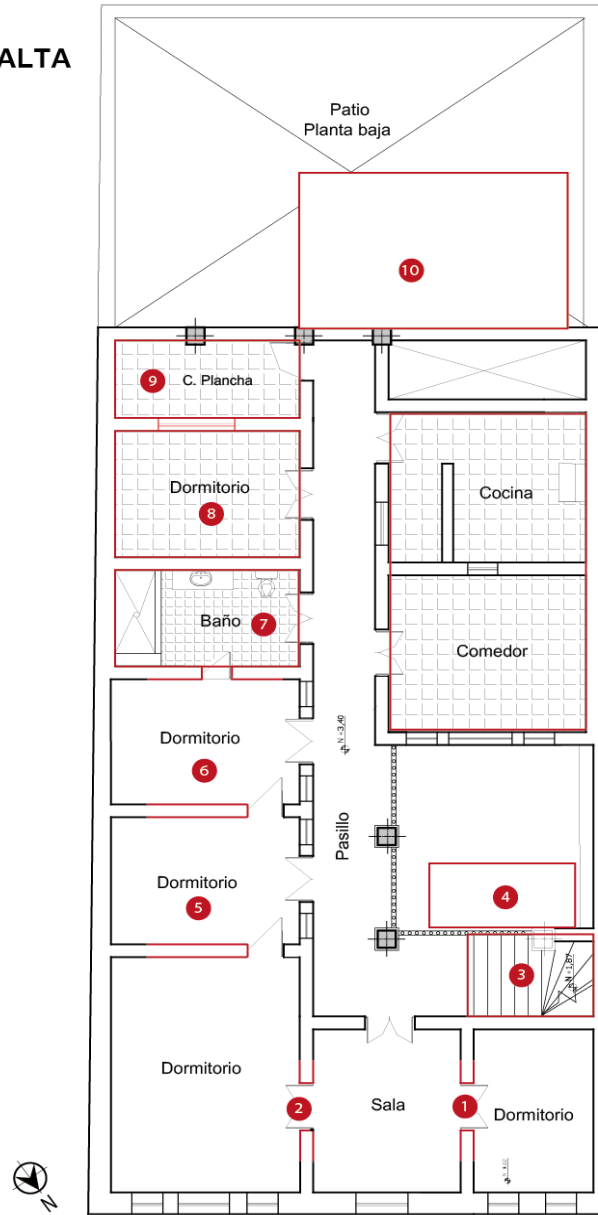 ALTA
Patio
Planta baja
10
9
C. Plancha
Dormitorio
8
Cocina
Baño
7
Comedor
Dormitorio
6
N +3,40
Pasillo
Dormitorio
5
4
3
N +1,87
Dormitorio
2
Sala
1
Dormitorio
N